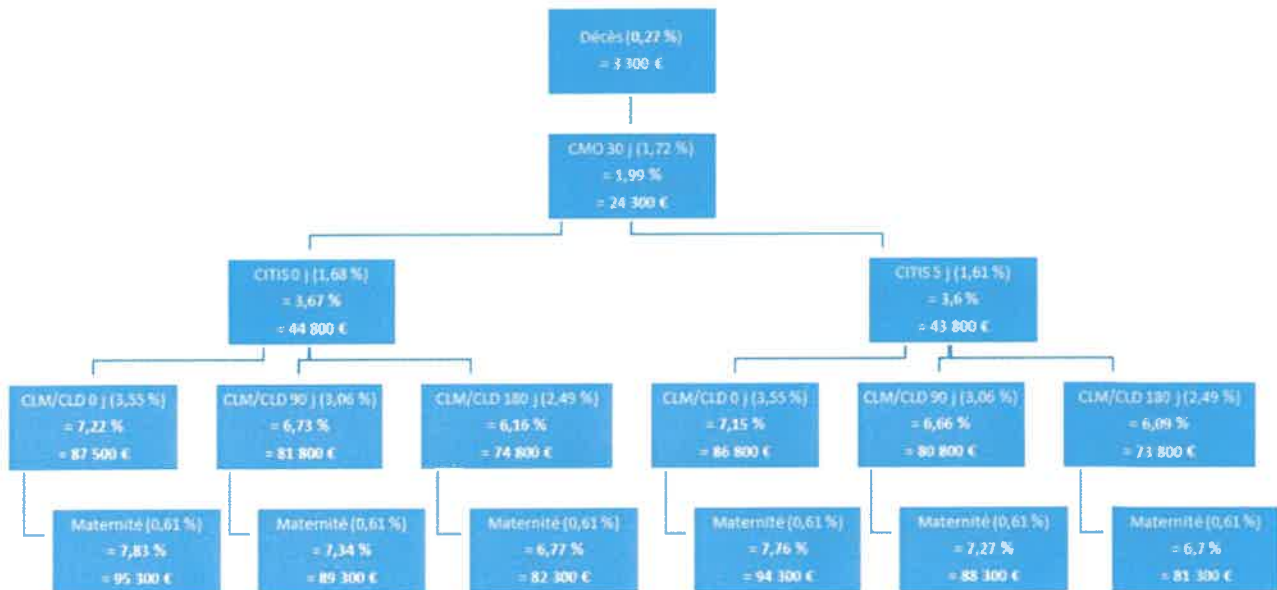 Décès (0,27 %)
= 3 300 €
CMO 30 j (1,72 %)
= 1,99 %
= 24 300 €
CITIS 0 j (1,68 %)
= 3,67 %
= 44 800 €
CITIS 5 j (1,61 %)
= 3,6 %
= 43 800 €
CLM/CLD 0 j (3,55 %)
= 7,22 %
= 87 500 €
CLM/CLD 90 j (3,06 %)
= 6,73 %
= 81 800 €
CLM/CLD 180 j (2,49 %)
= 6,16 %
= 74 800 €
CLM/CLD 0 j (3,55 %)
= 7,15 %
= 86 800 €
CLM/CLD 90 j (3,06 %)
= 6,66 %
= 80 800 €
CLM/CLD 180 j (2,49 %)
= 6,09 %
= 73 800 €
Maternité (0,61 %)
= 7,83 %
= 95 300 €
Maternité (0,61 %)
= 7,34 %
= 89 300 €
Maternité (0,61 %)
= 6,77 %
= 82 300 €
Maternité (0,61 %)
= 7,76 %
= 94 300 €
Maternité (0,61 %)
= 7,27 %
= 88 300 €
Maternité (0,61 %)
= 6,7 %
= 81 300 €